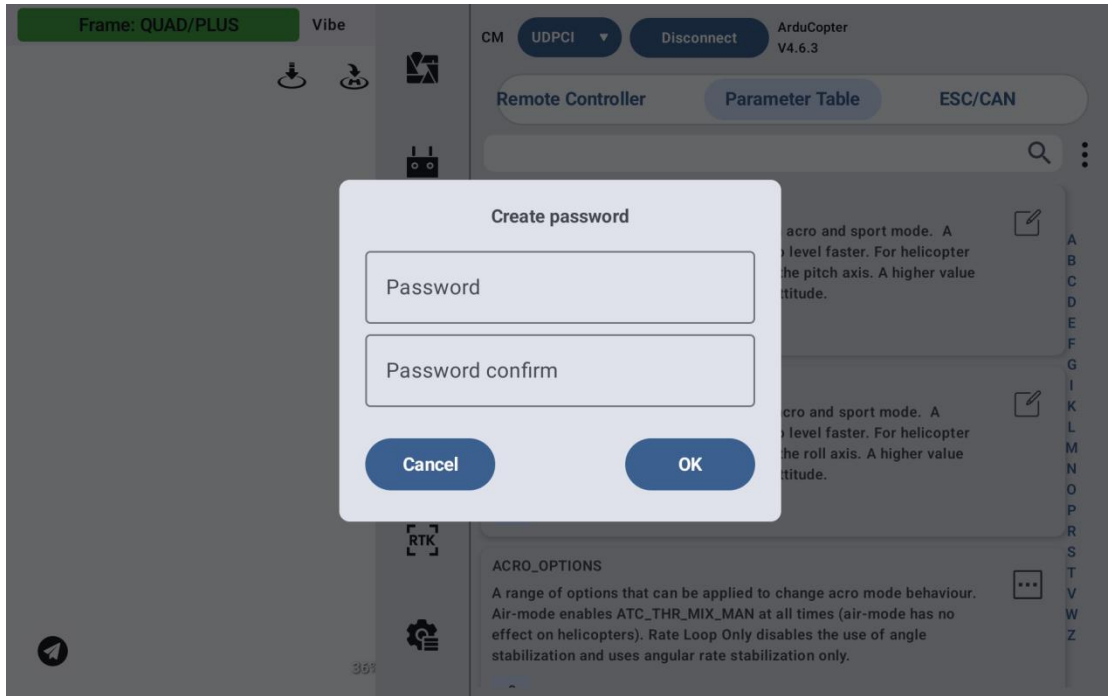 Frame: QUAD/PLUS
Vibe
CM
UDPCI
Disconnect
ArduCopter
V4.6.3
Remote Controller
Parameter Table
ESC/CAN
Create password
Password
Password confirm
Cancel
OK
acro and sport mode. A
level faster. For helicopter
the pitch axis. A higher value
cro and sport mode. A
level faster. For helicopter
the roll axis. A higher value
ACRO_OPTIONS
A range of options that can be applied to change acro mode behaviour.
Air-mode enables ATC_THR_MIX_MAN at all times (air-mode has no
effect on helicopters). Rate Loop Only disables the use of angle
stabilization and uses angular rate stabilization only.
RTK
A
B
C
D
E
F
G
I
K
L
M
N
O
P
R
S
T
V
W
Z